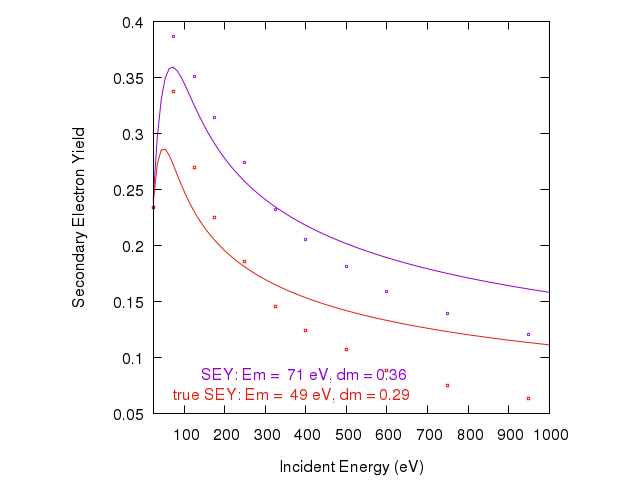 0.4
0.35
0.3
0.25
0.2
0.15
0.1
0.05
Secondary Electron Yield
SEY: Em = 71 eV, dm = 0.36
true SEY: Em = 49 eV, dm = 0.29
100 200 300 400 500 600 700 800 900 1000
Incident Energy (eV)